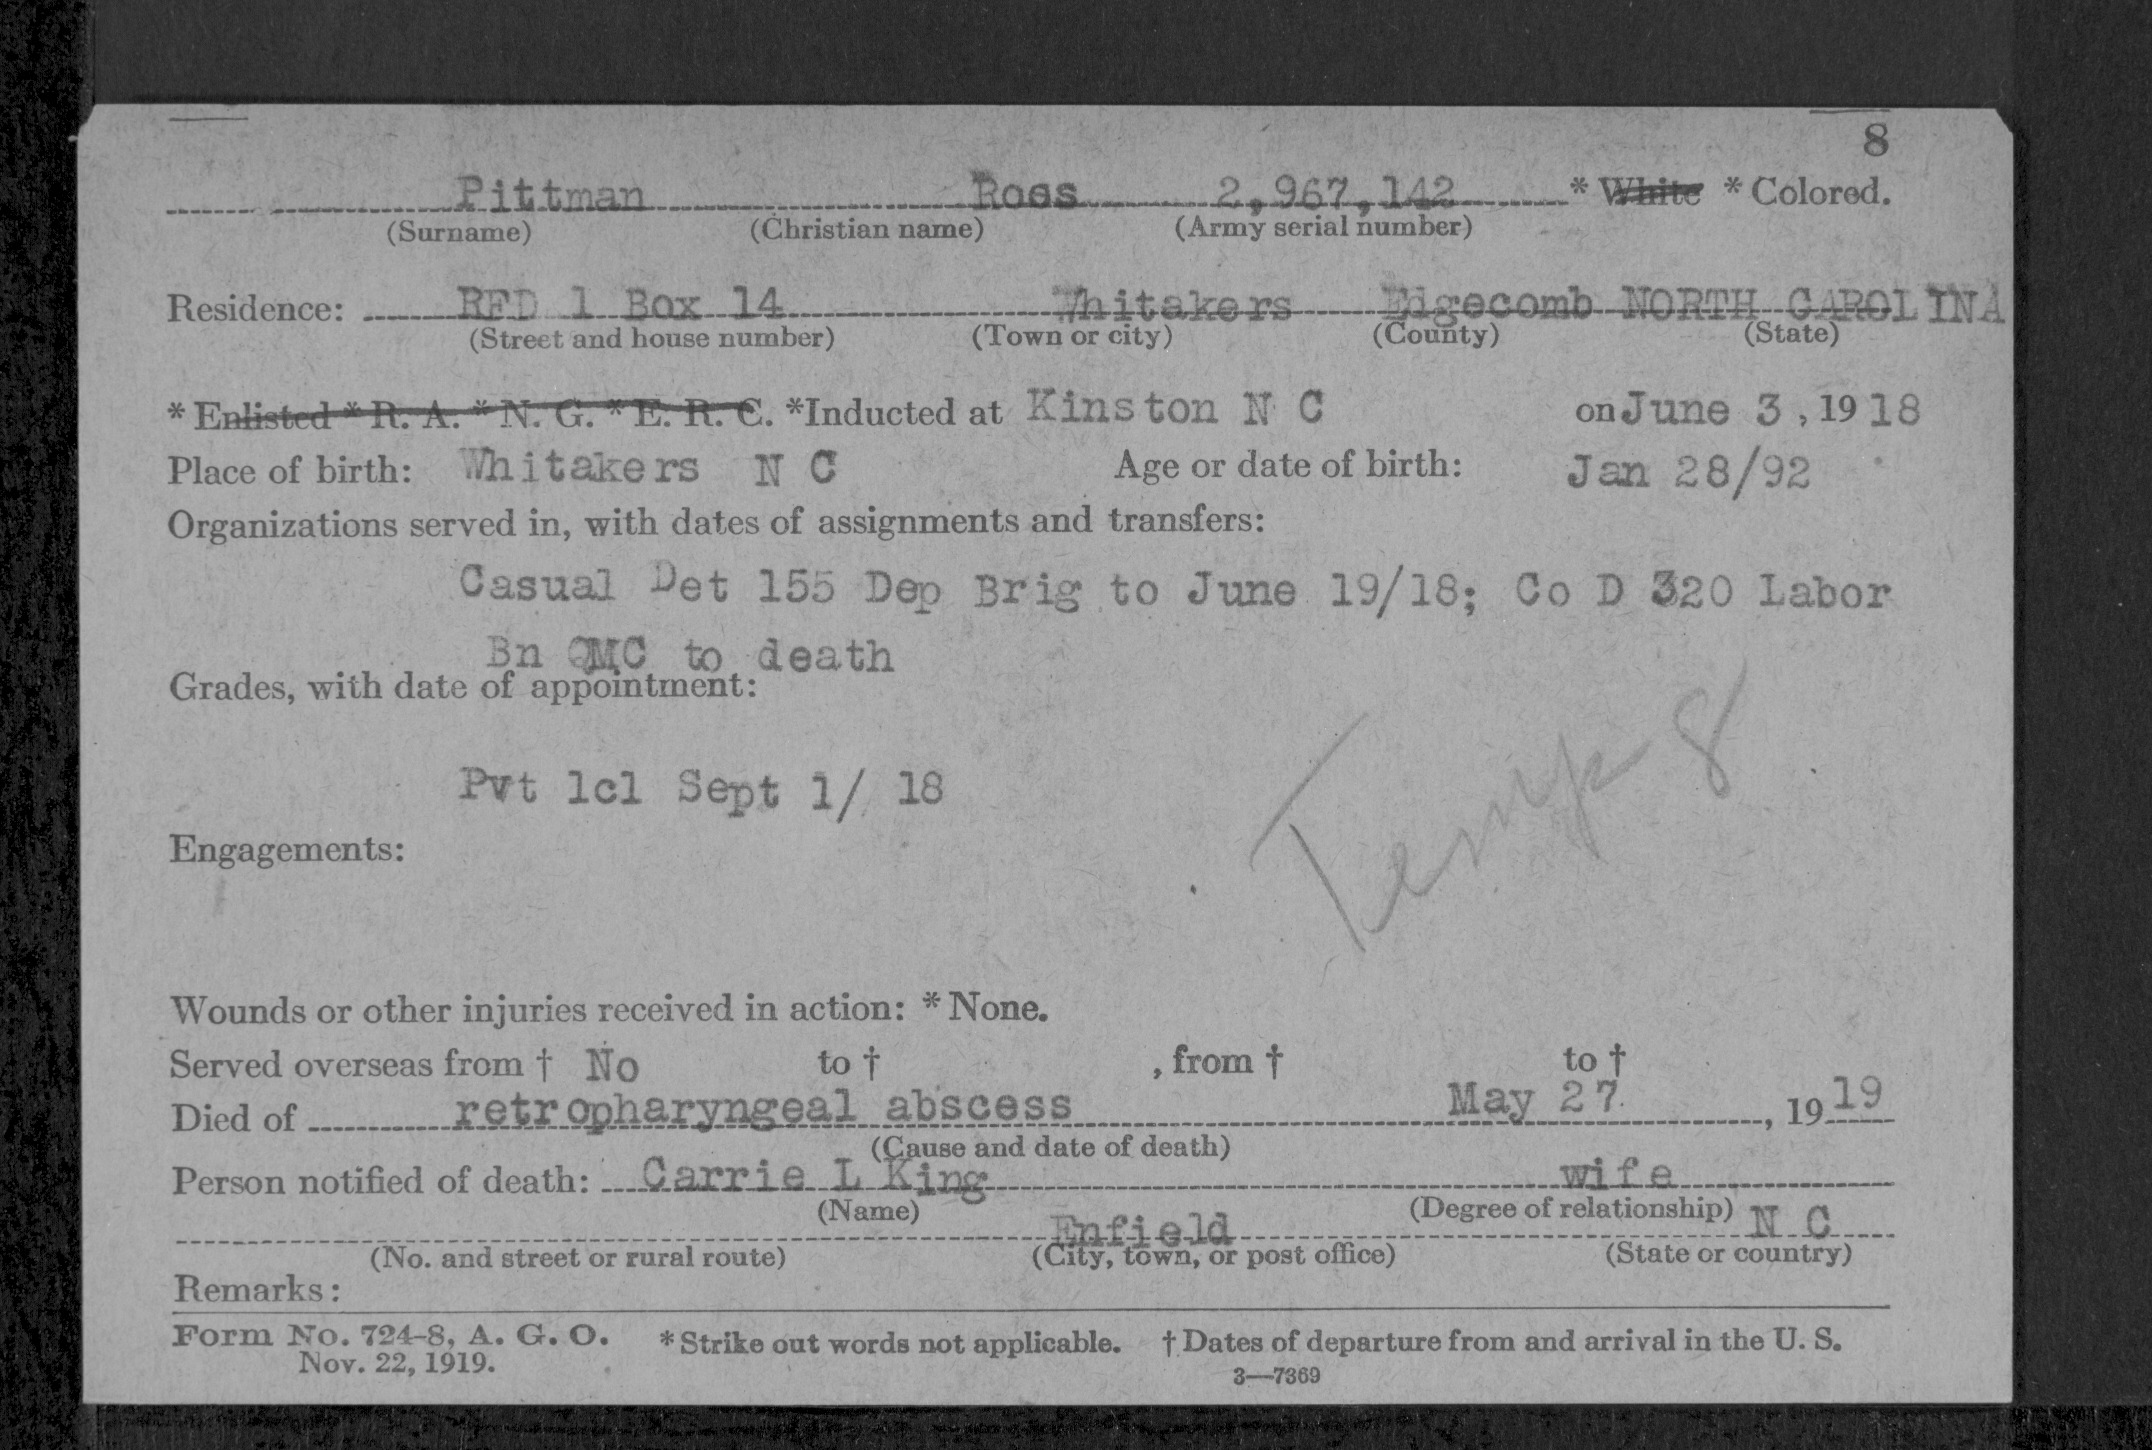 8
Pittman Ross 2,967,142 * White * Colored.
(Surname) (Christian name) (Army serial number)
Residence: RFD 1 Box 14 Whitakers Edgecomb NORTH CAROLINA
(Street and house number) (Town or city) (County) (State)
* Enlisted * R. A. * N. G. * E. R. C. *Inducted at Kinston N C on June 3, 1918
Place of birth: Whitakers N C Age or date of birth: Jan 28/92
Organizations served in, with dates of assignments and transfers:
Casual Det 155 Dep Brig to June 19/18; Co D 320 Labor
Bn QMC to death
Grades, with date of appointment:
Pvt 1cl Sept 1/ 18
Temp 8
Engagements:
Wounds or other injuries received in action: * None.
Served overseas from † No to † , from † to †
Died of retropharyngeal abscess May 27, 1919
(Cause and date of death)
Person notified of death: Carrie L King wife
(Name) (Degree of relationship)
Enfield N C
(No. and street or rural route) (City, town, or post office) (State or country)
Remarks:
Form No. 724-8, A. G. O. * Strike out words not applicable. † Dates of departure from and arrival in the U. S.
Nov. 22, 1919.
3—7369